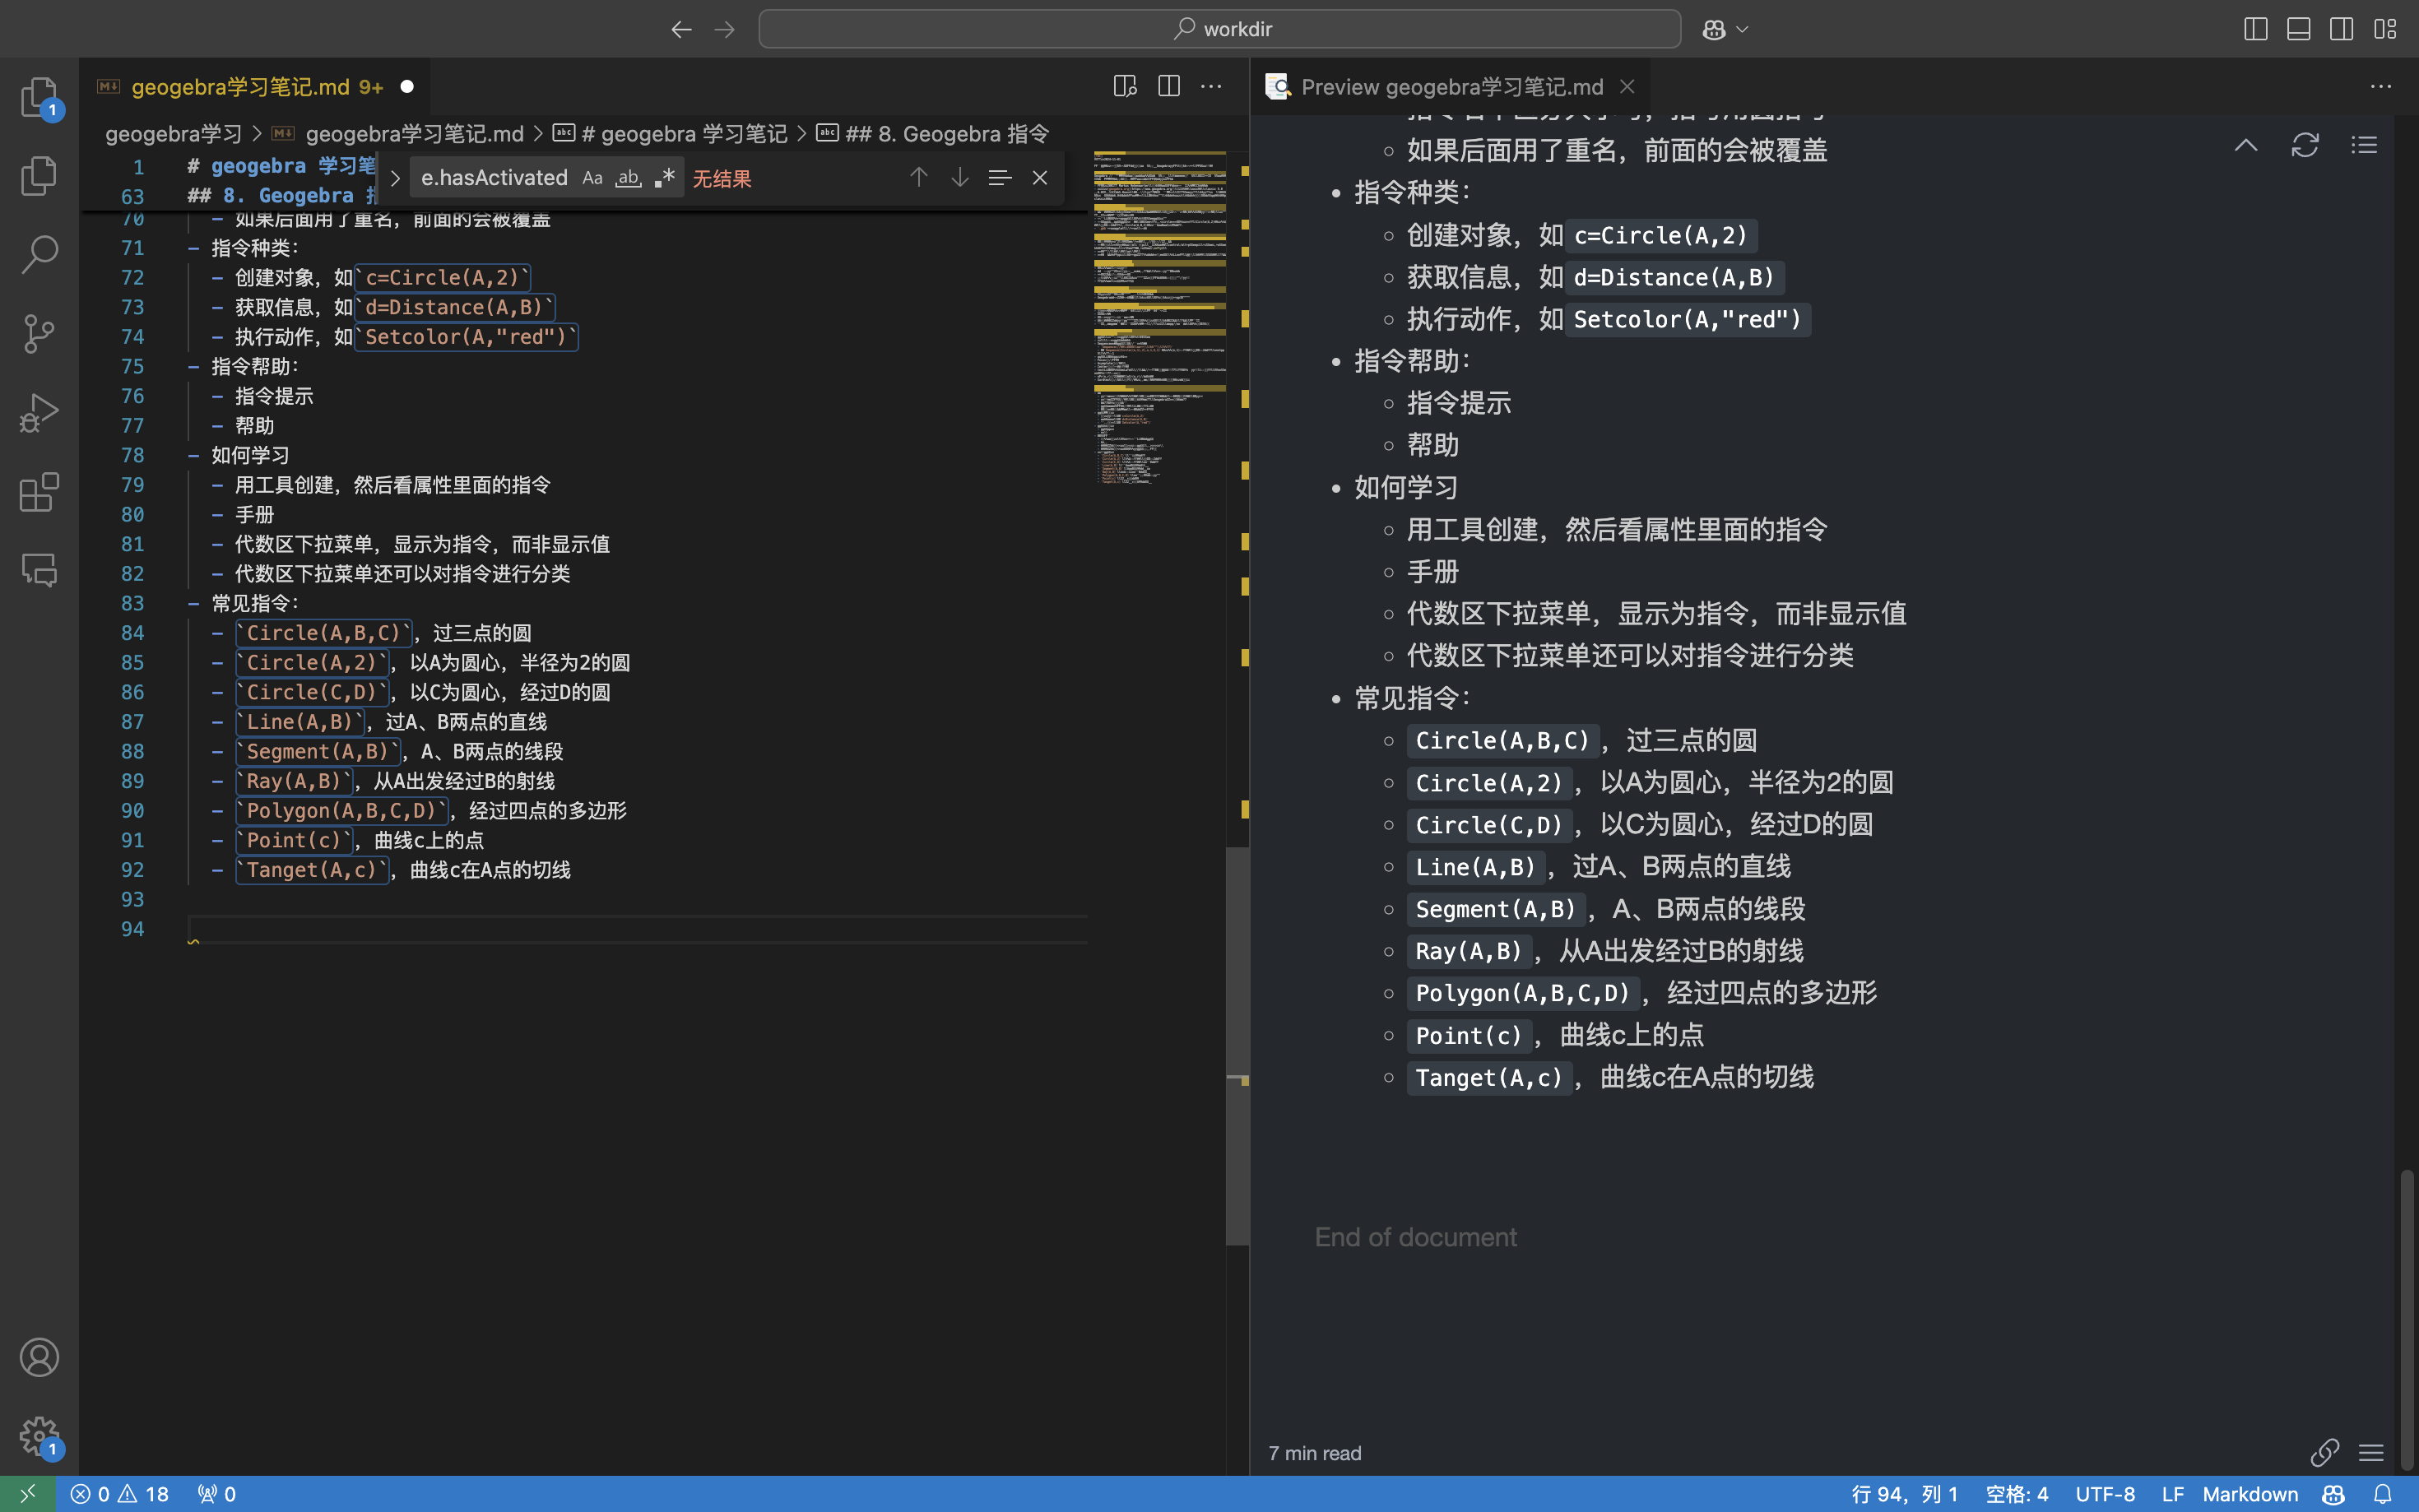 workdir
geogebra学习笔记.md 9+
geogebra学习 > geogebra学习笔记.md > # geogebra 学习笔记 > ## 8. Geogebra 指令
e.hasActivated Aa ab .* 无结果
1 # geogebra 学习笔
63 ## 8. Geogebra 
70 - 如果后面用了重名，前面的会被覆盖
71 - 指令种类：
72 - 创建对象，如`c=Circle(A,2)`
73 - 获取信息，如`d=Distance(A,B)`
74 - 执行动作，如`Setcolor(A,"red")`
75 - 指令帮助：
76 - 指令提示
77 - 帮助
78 - 如何学习
79 - 用工具创建，然后看属性里面的指令
80 - 手册
81 - 代数区下拉菜单，显示为指令，而非显示值
82 - 代数区下拉菜单还可以对指令进行分类
83 - 常见指令：
84 - `Circle(A,B,C)`，过三点的圆
85 - `Circle(A,2)`，以A为圆心，半径为2的圆
86 - `Circle(C,D)`，以C为圆心，经过D的圆
87 - `Line(A,B)`，过A、B两点的直线
88 - `Segment(A,B)`，A、B两点的线段
89 - `Ray(A,B)`，从A出发经过B的射线
90 - `Polygon(A,B,C,D)`，经过四点的多边形
91 - `Point(c)`，曲线c上的点
92 - `Tanget(A,c)`，曲线c在A点的切线
93
94
Preview geogebra学习笔记.md
如果后面用了重名，前面的会被覆盖
指令种类：
创建对象，如 c=Circle(A,2)
获取信息，如 d=Distance(A,B)
执行动作，如 Setcolor(A,"red")
指令帮助：
指令提示
帮助
如何学习
用工具创建，然后看属性里面的指令
手册
代数区下拉菜单，显示为指令，而非显示值
代数区下拉菜单还可以对指令进行分类
常见指令：
Circle(A,B,C)，过三点的圆
Circle(A,2)，以A为圆心，半径为2的圆
Circle(C,D)，以C为圆心，经过D的圆
Line(A,B)，过A、B两点的直线
Segment(A,B)，A、B两点的线段
Ray(A,B)，从A出发经过B的射线
Polygon(A,B,C,D)，经过四点的多边形
Point(c)，曲线c上的点
Tanget(A,c)，曲线c在A点的切线
End of document
7 min read
1
1
0 18 0
行 94，列 1 空格: 4 UTF-8 LF Markdown